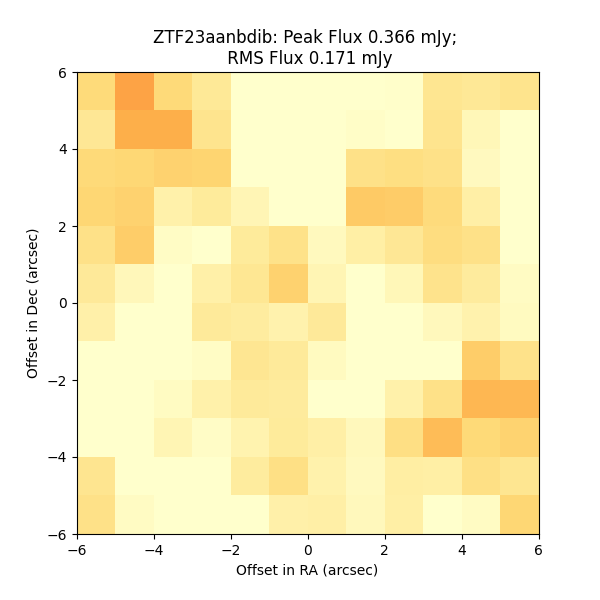 ZTF23aanbdib: Peak Flux 0.366 mJy;
RMS Flux 0.171 mJy
6
4
2
0
−2
−4
−6
Offset in Dec (arcsec)
−6 −4 −2 0 2 4 6
Offset in RA (arcsec)